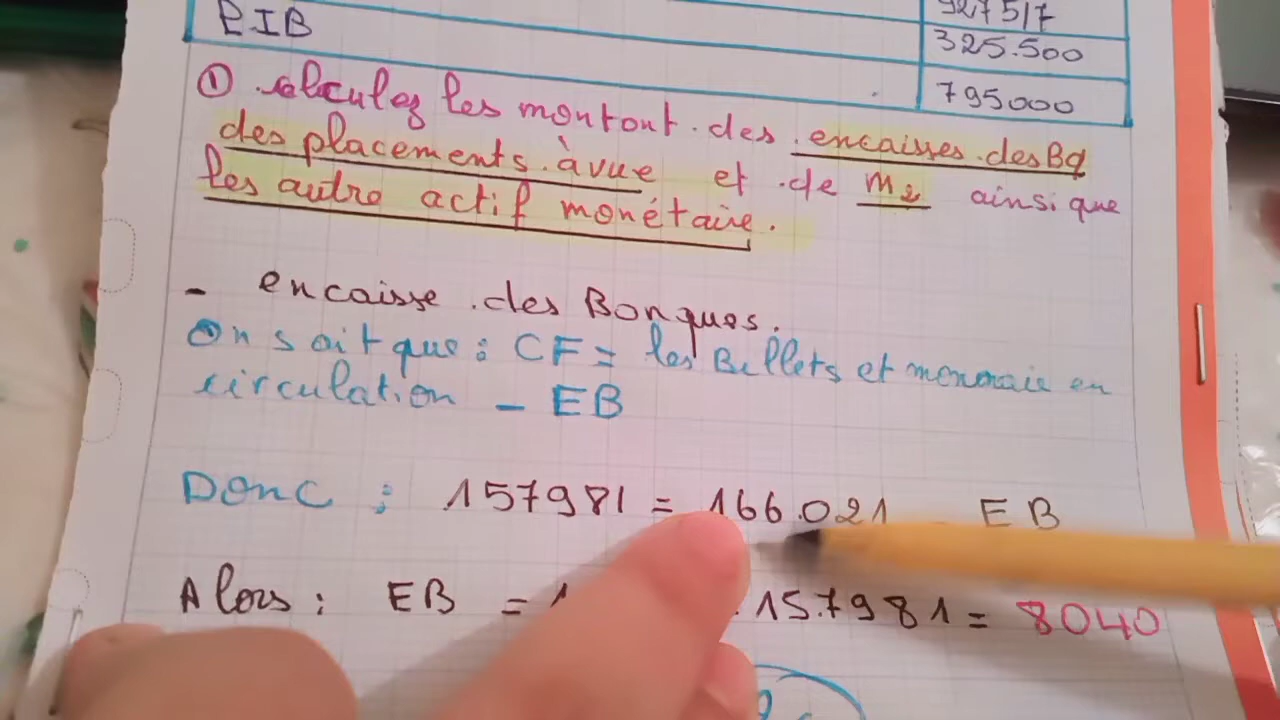 927517
PIB
325.500
795000
① calculez les montant des encaisses des Bq
des placements à vue et de M2 ainsi que
les autre actif monétaire.
- encaisse des Banques.
On sait que : CF = les Billets et monnaie en
circulation - EB
Donc : 157981 = 166.021 EB
Alors : EB = 1 157981 = 8040